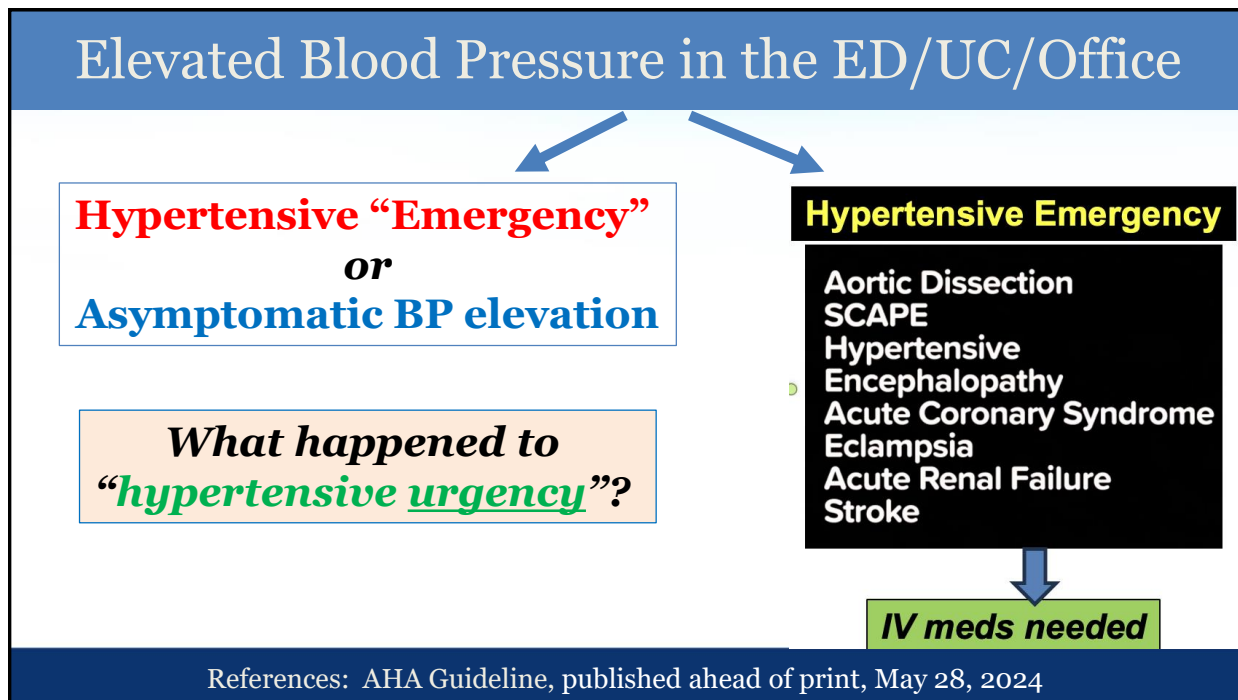 Elevated Blood Pressure in the ED/UC/Office
Hypertensive “Emergency”
or
Asymptomatic BP elevation
What happened to
“hypertensive urgency”?
Hypertensive Emergency
Aortic Dissection
SCAPE
Hypertensive
Encephalopathy
Acute Coronary Syndrome
Eclampsia
Acute Renal Failure
Stroke
IV meds needed
References: AHA Guideline, published ahead of print, May 28, 2024